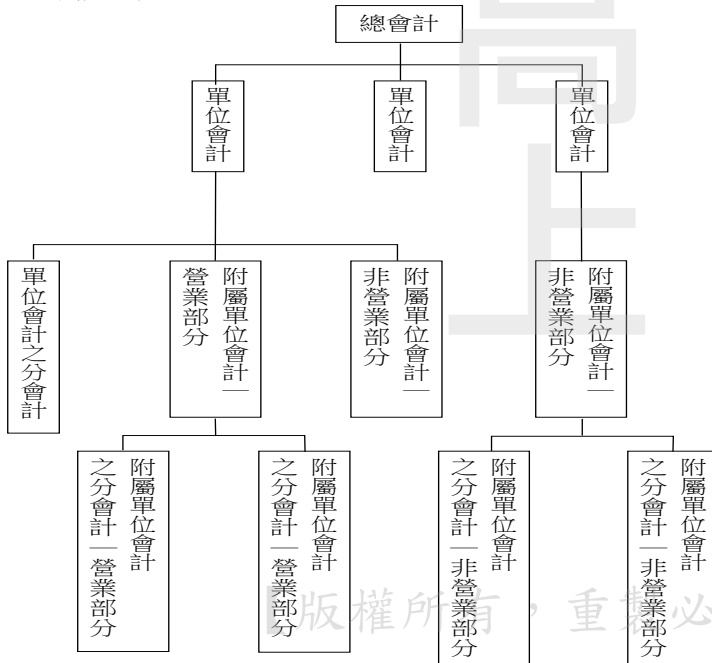 總會計
單位會計
單位會計
單位會計
單位會計之分會計
附屬單位會計—
營業部分
附屬單位會計—
非營業部分
附屬單位會計—
非營業部分
附屬單位會計
之分會計—營業部分
附屬單位會計
之分會計—營業部分
附屬單位會計
之分會計—非營業部分
附屬單位會計
之分會計—非營業部分
高上
版權所有，重製必